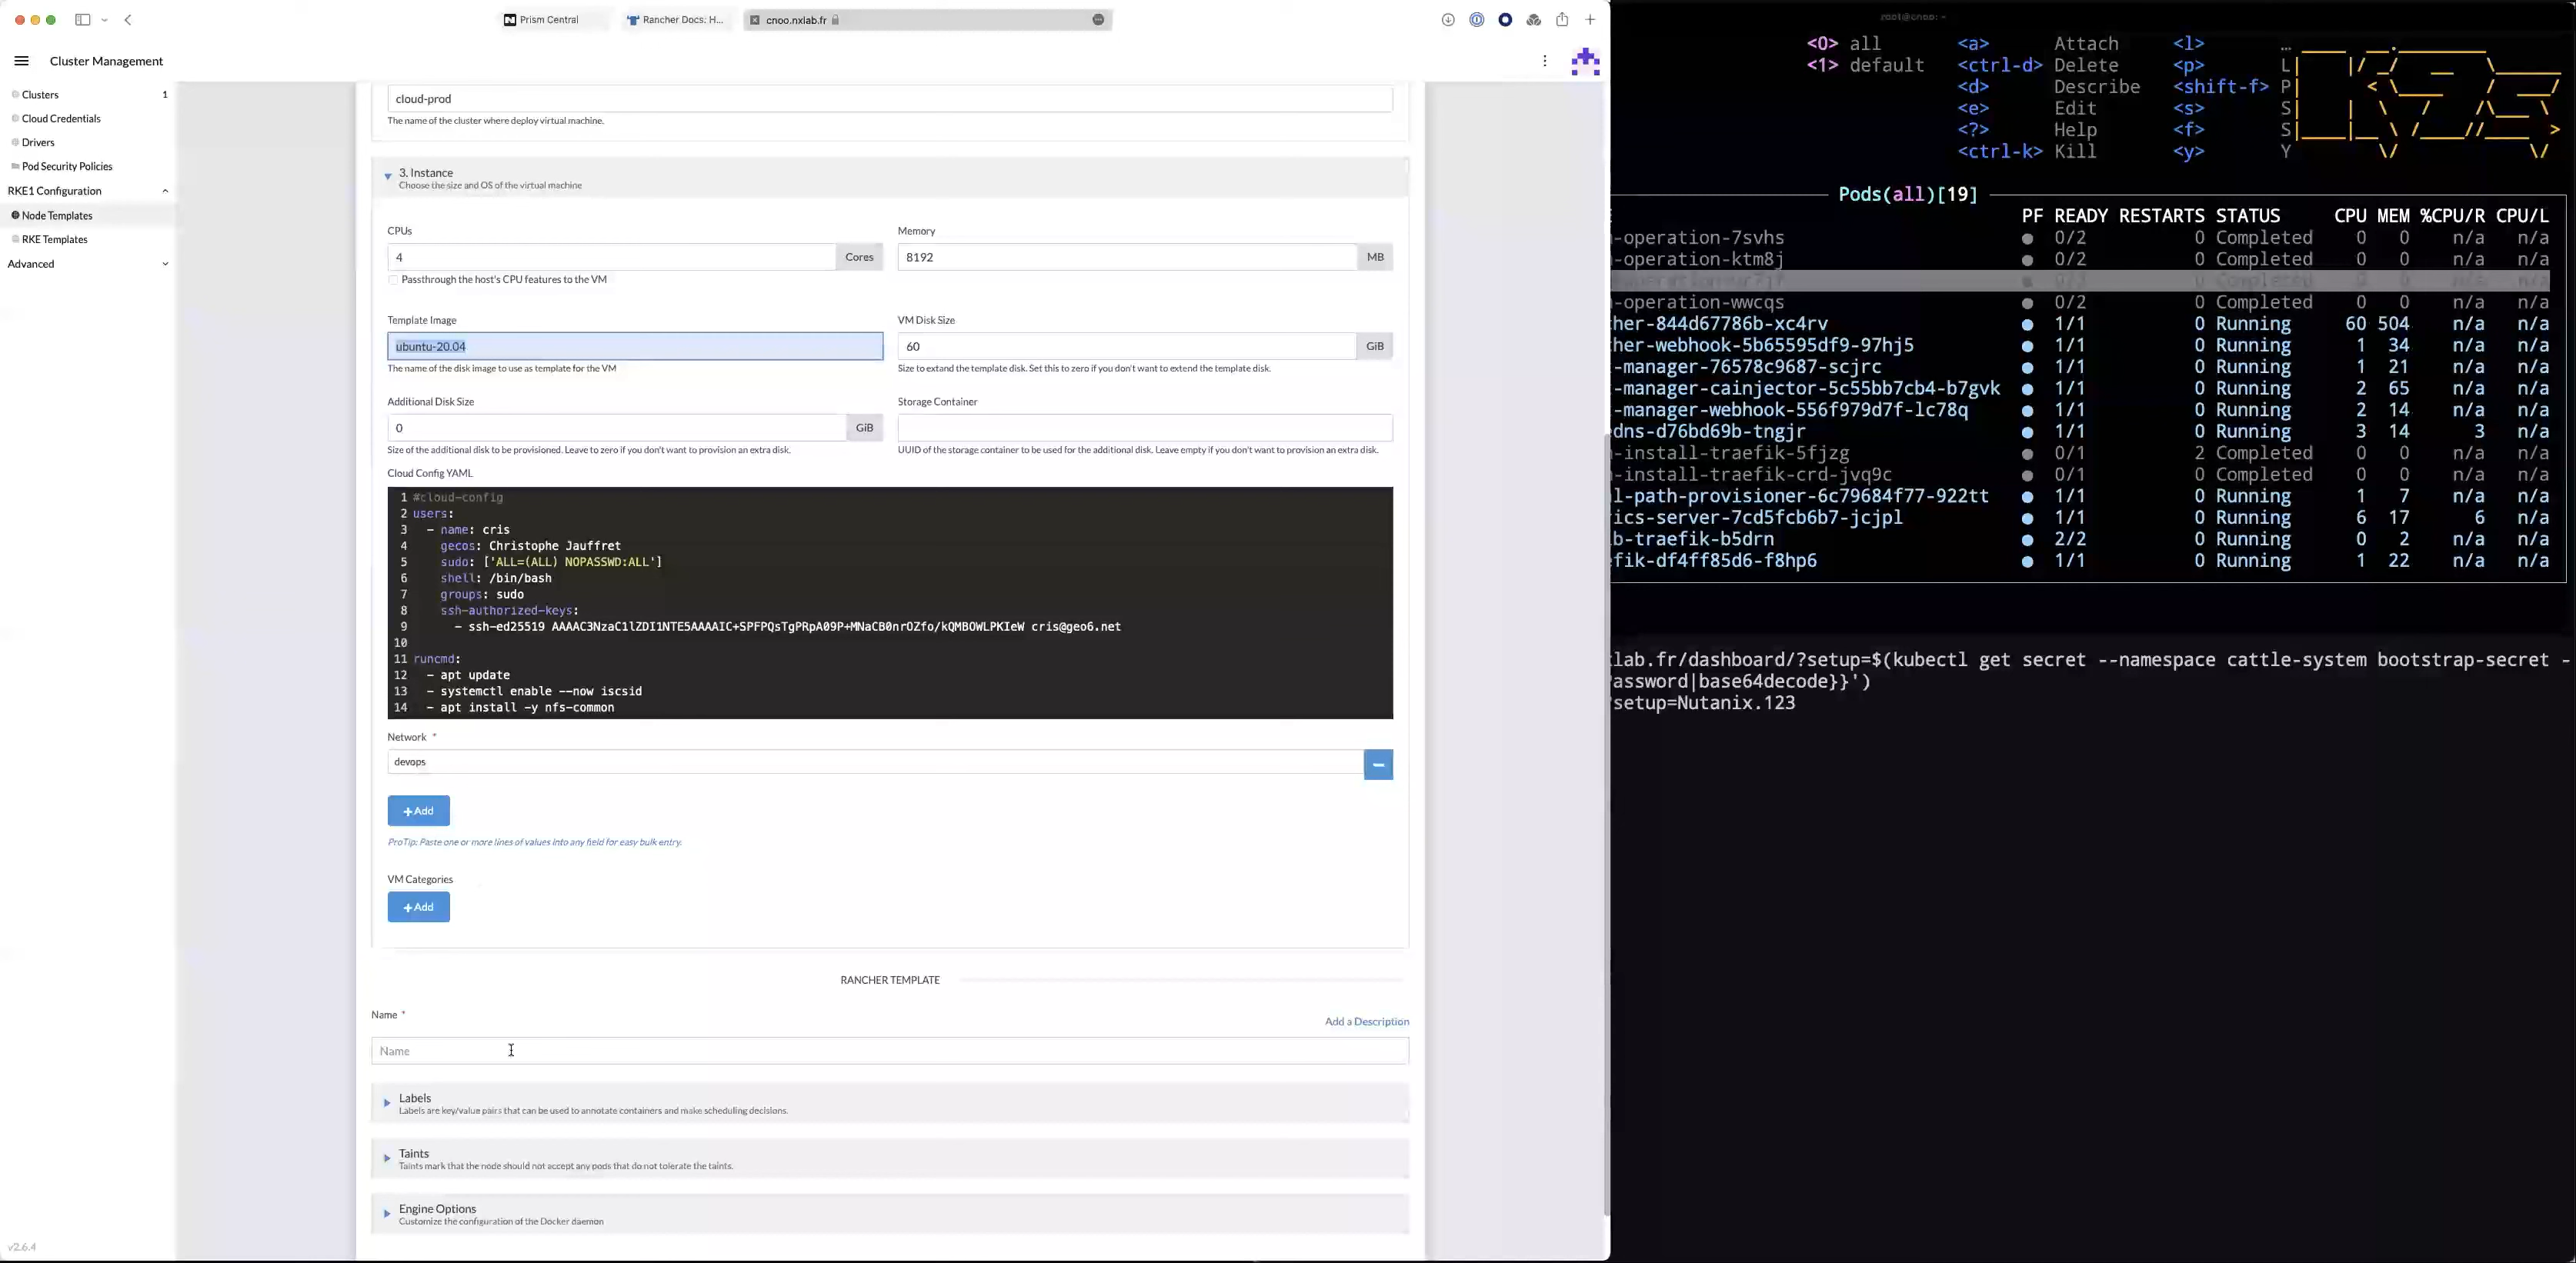 Prism Central
Rancher Docs: H...
cnoo.nxlab.fr
Cluster Management
Clusters 1
Cloud Credentials
Drivers
Pod Security Policies
RKE1 Configuration
Node Templates
RKE Templates
Advanced
v2.6.4
cloud-prod
The name of the cluster where deploy virtual machine.
3. Instance
Choose the size and OS of the virtual machine
CPUs
4 Cores
Passthrough the host's CPU features to the VM
Memory
8192 MB
Template Image
ubuntu-20.04
The name of the disk image to use as template for the VM
VM Disk Size
60 GiB
Size to extand the template disk. Set this to zero if you don't want to extend the template disk.
Additional Disk Size
0 GiB
Size of the additional disk to be provisioned. Leave to zero if you don't want to provision an extra disk.
Storage Container
UUID of the storage container to be used for the additional disk. Leave empty if you don't want to provision an extra disk.
Cloud Config YAML
1 #cloud-config
2 users:
3 - name: cris
4 gecos: Christophe Jauffret
5 sudo: ['ALL=(ALL) NOPASSWD:ALL']
6 shell: /bin/bash
7 groups: sudo
8 ssh-authorized-keys:
9 - ssh-ed25519 AAAAC3NzaC1lZDI1NTE5AAAAIC+SPFPQsTgPRpA09P+MNaCB0nrOZfo/kQMBOWLPKIeW cris@geo6.net
10
11 runcmd:
12 - apt update
13 - systemctl enable --now iscsid
14 - apt install -y nfs-common
Network *
devops
+ Add
ProTip: Paste one or more lines of values into any field for easy bulk entry.
VM Categories
+ Add
RANCHER TEMPLATE
Name *
Add a Description
Name
Labels
Labels are key/value pairs that can be used to annotate containers and make scheduling decisions.
Taints
Taints mark that the node should not accept any pods that do not tolerate the taints.
Engine Options
Customize the configuration of the Docker daemon
root@cnoo: ~
<0> all <a> Attach <l> …
<1> default <ctrl-d> Delete <p> L
<d> Describe <shift-f> P
<e> Edit <s> S
<?> Help <f> S
<ctrl-k> Kill <y> Y
Pods(all)[19]
PF READY RESTARTS STATUS CPU MEM %CPU/R CPU/L
-operation-7svhs ● 0/2 0 Completed 0 0 n/a n/a
-operation-ktm8j ● 0/2 0 Completed 0 0 n/a n/a
-operation-wwcqs ● 0/2 0 Completed 0 0 n/a n/a
her-844d67786b-xc4rv ● 1/1 0 Running 60 504 n/a n/a
her-webhook-5b65595df9-97hj5 ● 1/1 0 Running 1 34 n/a n/a
-manager-76578c9687-scjrc ● 1/1 0 Running 1 21 n/a n/a
-manager-cainjector-5c55bb7cb4-b7gvk ● 1/1 0 Running 2 65 n/a n/a
-manager-webhook-556f979d7f-lc78q ● 1/1 0 Running 2 14 n/a n/a
edns-d76bd69b-tngjr ● 1/1 0 Running 3 14 3 n/a
-install-traefik-5fjzg ● 0/1 2 Completed 0 0 n/a n/a
-install-traefik-crd-jvq9c ● 0/1 0 Completed 0 0 n/a n/a
l-path-provisioner-6c79684f77-922tt ● 1/1 0 Running 1 7 n/a n/a
ics-server-7cd5fcb6b7-jcjpl ● 1/1 0 Running 6 17 6 n/a
b-traefik-b5drn ● 2/2 0 Running 0 2 n/a n/a
fik-df4ff85d6-f8hp6 ● 1/1 0 Running 1 22 n/a n/a
lab.fr/dashboard/?setup=$(kubectl get secret --namespace cattle-system bootstrap-secret -
assword|base64decode}}')
setup=Nutanix.123